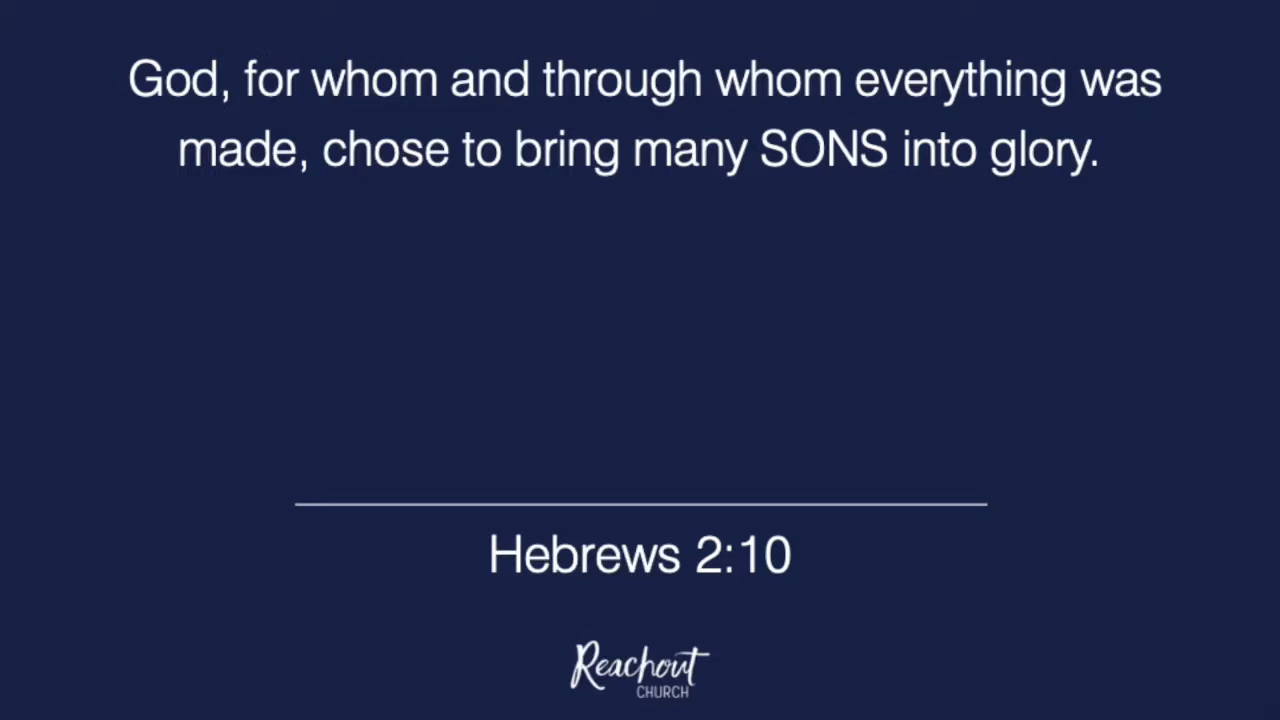 God, for whom and through whom everything was
made, chose to bring many SONS into glory.
Hebrews 2:10
Reachout
CHURCH